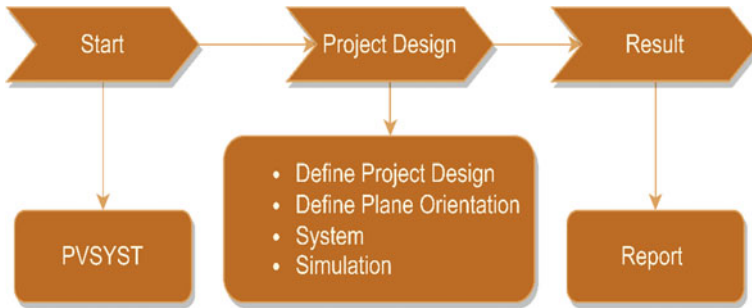 Start
Project Design
Result
PVSYST
• Define Project Design
• Define Plane Orientation
• System
• Simulation
Report